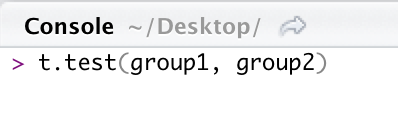 Console ~/Desktop/
> t.test(group1, group2)